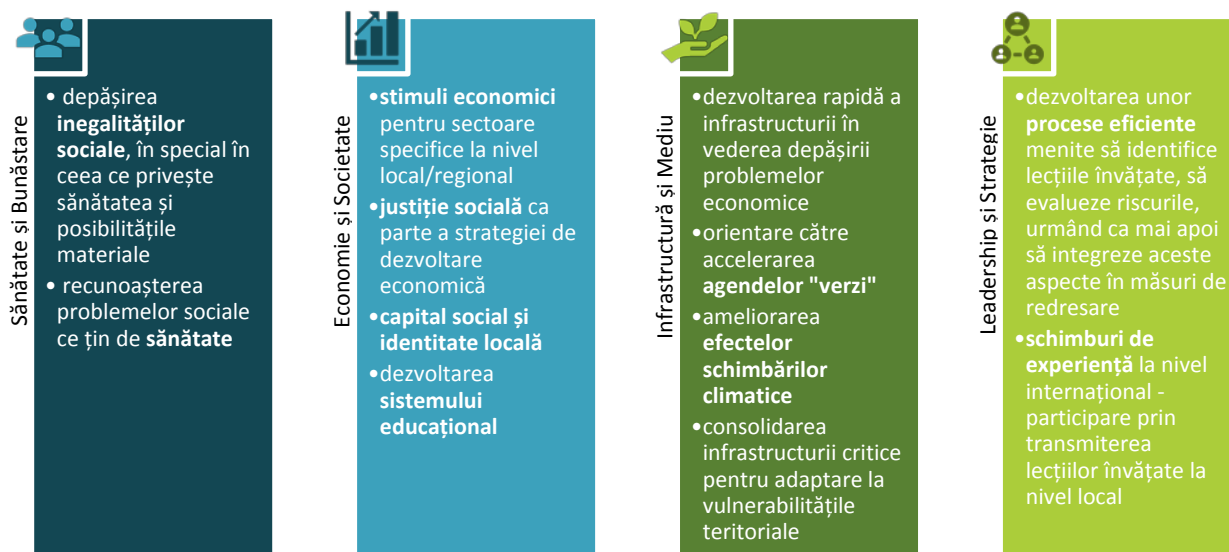 Sănătate și Bunăstare
• depășirea
inegalităților
sociale, în special în
ceea ce privește
sănătatea și
posibilitățile
materiale
• recunoașterea
problemelor sociale
ce țin de sănătate
Economie și Societate
•stimuli economici
pentru sectoare
specifice la nivel
local/regional
•justiție socială ca
parte a strategiei de
dezvoltare
economică
•capital social și
identitate locală
•dezvoltarea
sistemului
educațional
Infrastructură și Mediu
•dezvoltarea rapidă a
infrastructurii în
vederea depășirii
problemelor
economice
•orientare către
accelerarea
agendelor "verzi"
•ameliorarea
efectelor
schimbărilor
climatice
•consolidarea
infrastructurii critice
pentru adaptare la
vulnerabilitățile
teritoriale
Leadership și Strategie
•dezvoltarea unor
procese eficiente
menite să identifice
lecțiile învățate, să
evalueze riscurile,
urmând ca mai apoi
să integreze aceste
aspecte în măsuri de
redresare
•schimburi de
experiență la nivel
internațional -
participare prin
transmiterea
lecțiilor învățate la
nivel local